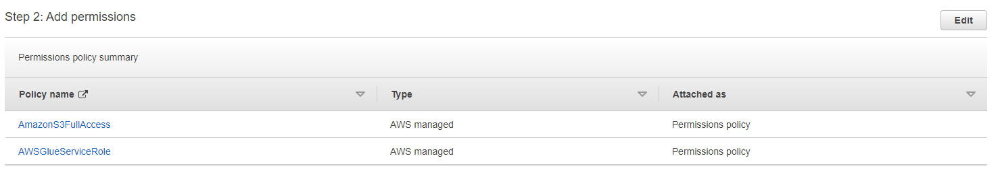 Step 2: Add permissions
Edit
Permissions policy summary
Policy name Type Attached as
AmazonS3FullAccess AWS managed Permissions policy
AWSGlueServiceRole AWS managed Permissions policy